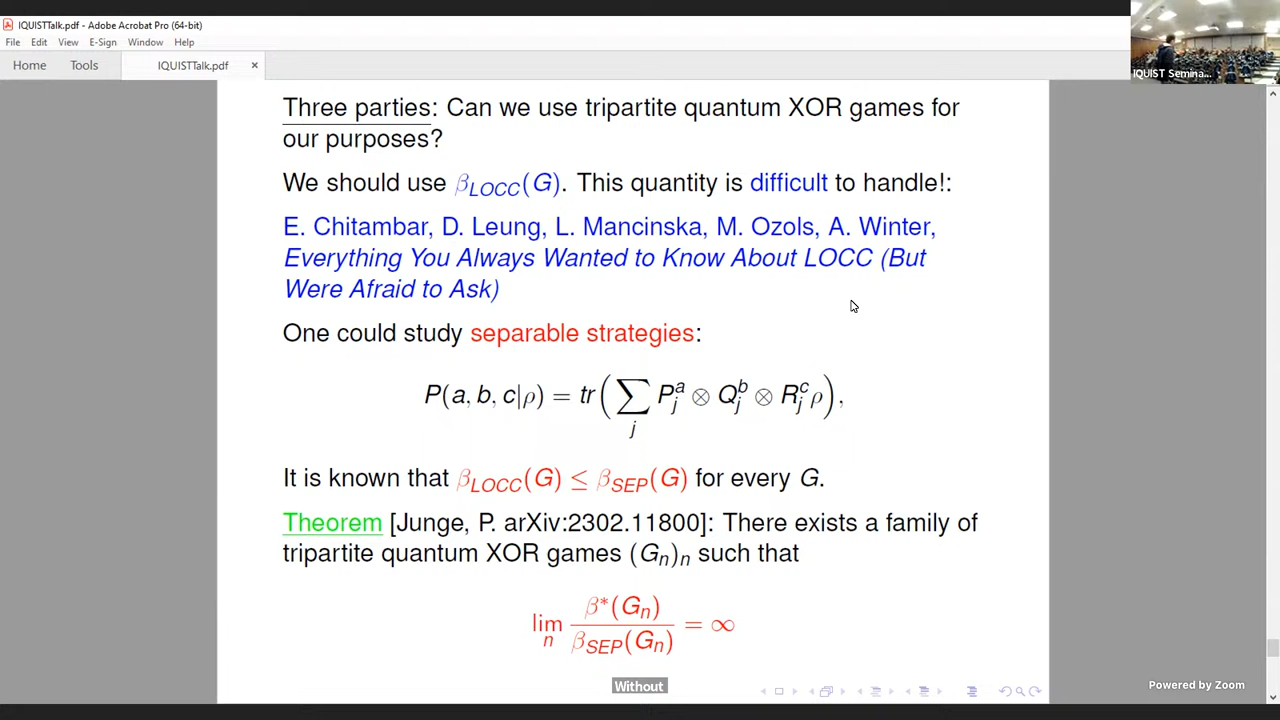 IQUISTTalk.pdf - Adobe Acrobat Pro (64-bit)
File Edit View E-Sign Window Help
Home Tools IQUISTTalk.pdf ×
IQUIST Semina...
Three parties: Can we use tripartite quantum XOR games for
our purposes?
We should use β_LOCC(G). This quantity is difficult to handle!:
E. Chitambar, D. Leung, L. Mancinska, M. Ozols, A. Winter,
Everything You Always Wanted to Know About LOCC (But
Were Afraid to Ask)
One could study separable strategies:
P(a, b, c|ρ) = tr(∑_j P_j^a ⊗ Q_j^b ⊗ R_j^c ρ),
It is known that β_LOCC(G) ≤ β_SEP(G) for every G.
Theorem [Junge, P. arXiv:2302.11800]: There exists a family of
tripartite quantum XOR games (G_n)_n such that
lim_n β*(G_n) / β_SEP(G_n) = ∞
Without
Powered by Zoom